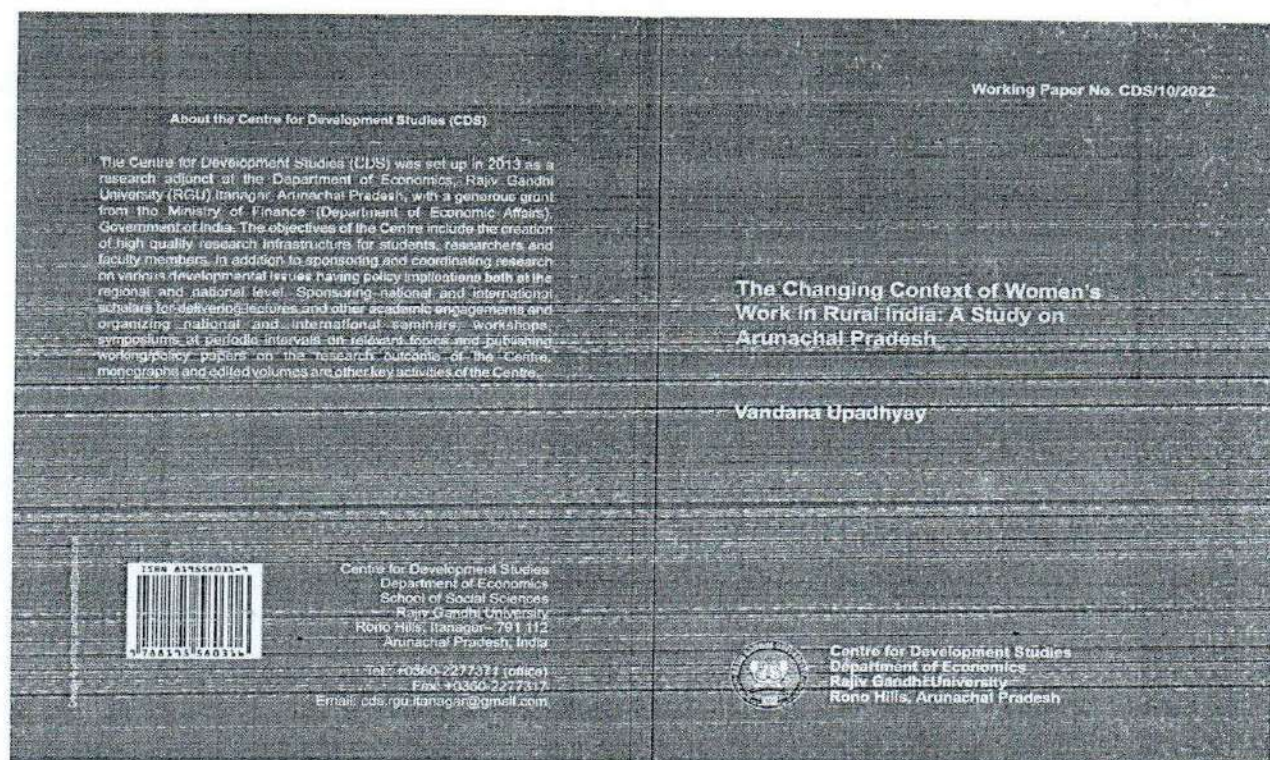 About the Centre for Development Studies (CDS)
The Centre for Development Studies (CDS) was set up in 2013 as a
research adjunct at the Department of Economics, Rajiv Gandhi
University (RGU) Itanagar, Arunachal Pradesh, with a generous grant
from the Ministry of Finance (Department of Economic Affairs),
Government of India. The objectives of the Centre include the creation
of high quality research infrastructure for students, researchers and
faculty members. In addition to sponsoring and coordinating research
on various developmental issues having policy implications both at the
regional and national level. Sponsoring national and international
scholars for delivering lectures and other academic engagements and
organizing national and international seminars, workshops,
symposiums at periodic intervals on relevant topics and publishing
working/policy papers on the research outcome of the Centre,
monographs and edited volumes are other key activities of the Centre.
ISBN 819558031-9
Centre for Development Studies
Department of Economics
School of Social Sciences
Rajiv Gandhi University
Rono Hills, Itanagar– 791 112
Arunachal Pradesh, India
Tel.: +0360-2277371 (office)
Fax: +0360-2277317
Email: cds.rgu.itanagar@gmail.com
Working Paper No. CDS/10/2022
The Changing Context of Women's
Work in Rural India: A Study on
Arunachal Pradesh
Vandana Upadhyay
Centre for Development Studies
Department of Economics
Rajiv Gandhi University
Rono Hills, Arunachal Pradesh